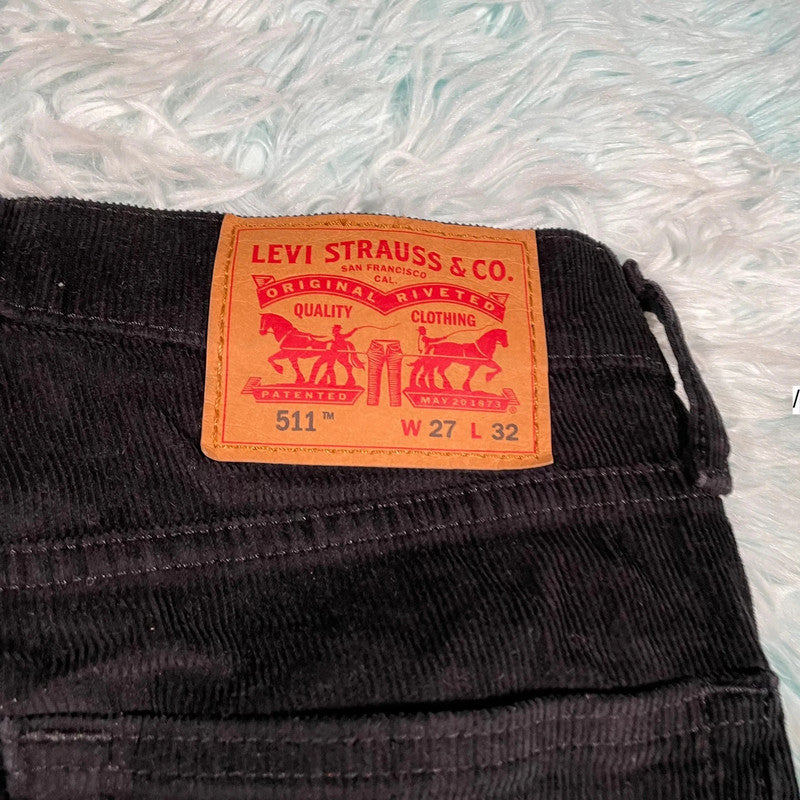 LEVI STRAUSS & CO.
SAN FRANCISCO
CAL.
ORIGINAL RIVETED
QUALITY CLOTHING
PATENTED MAY 20 1873
511™ W 27 L 32